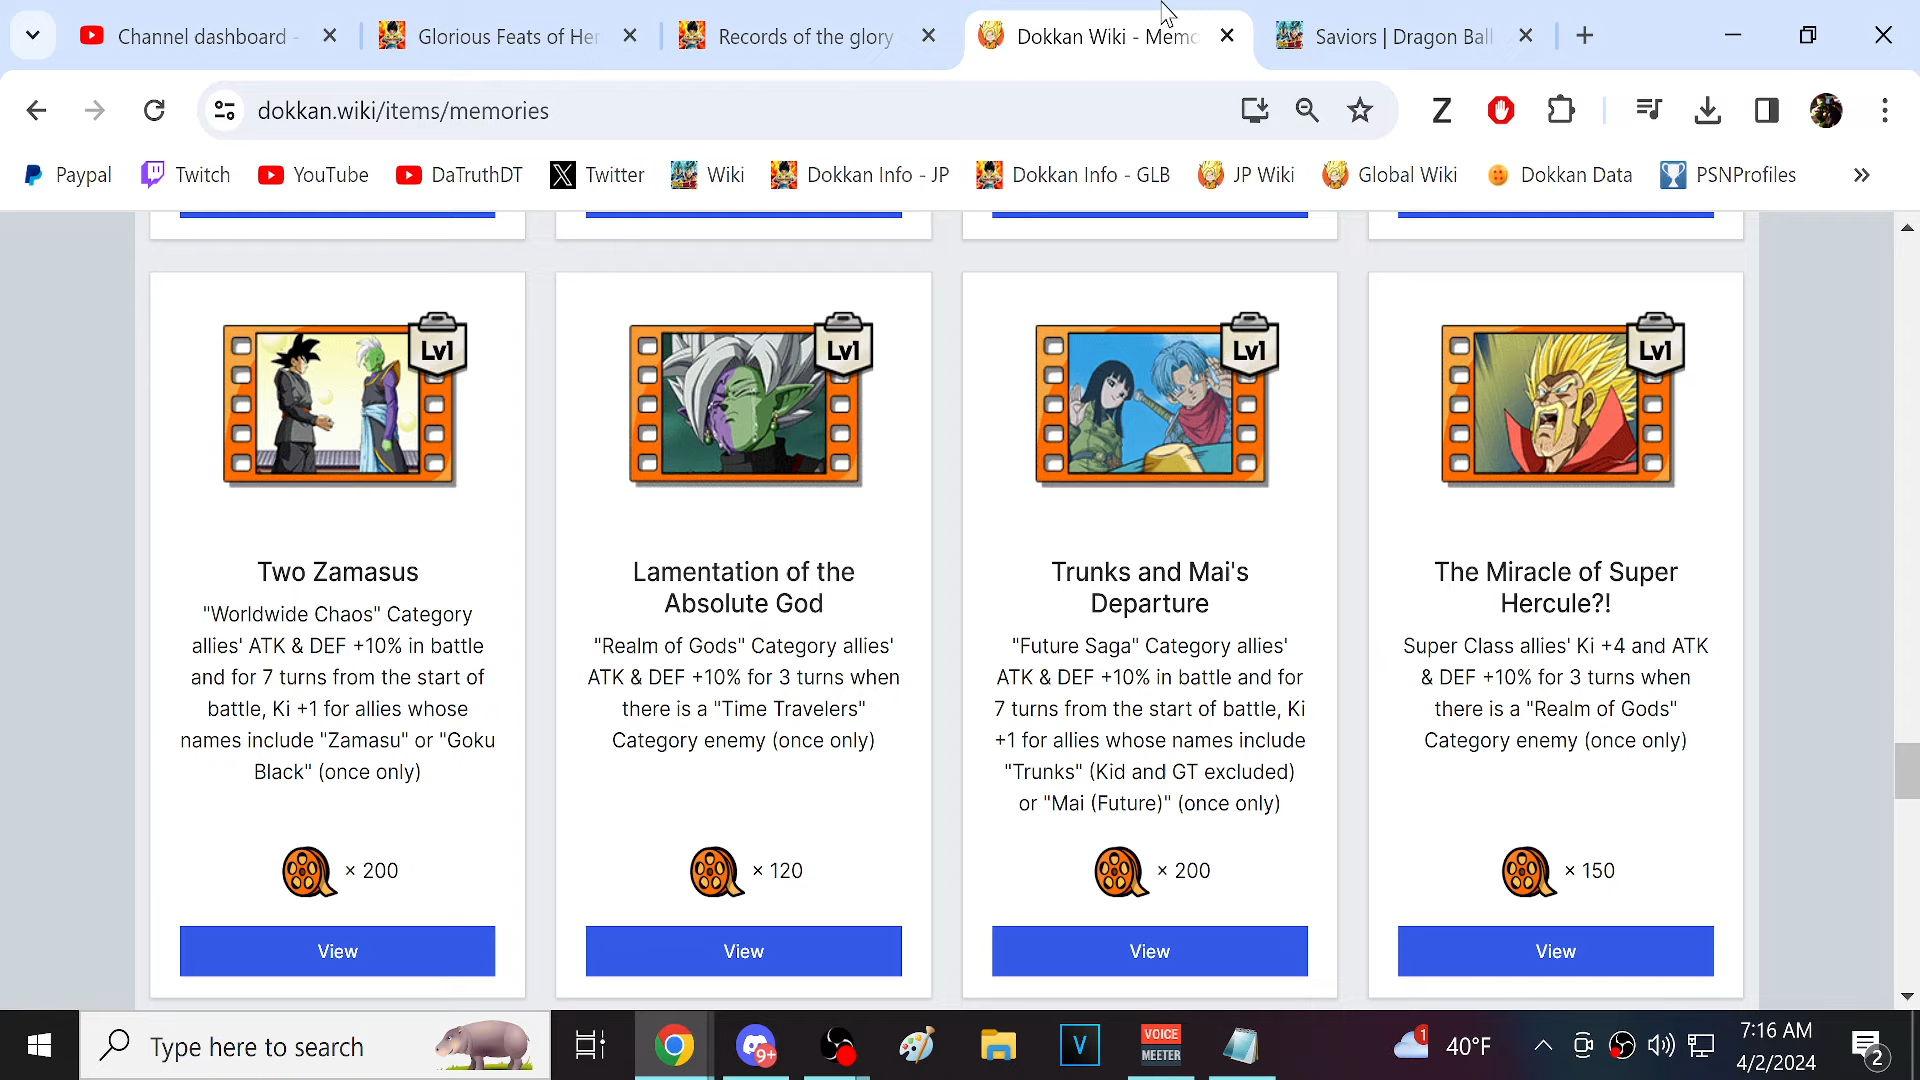 Channel dashboard -
Glorious Feats of Her
Records of the glory
Dokkan Wiki - Memo
Saviors | Dragon Ball
dokkan.wiki/items/memories
Z
Paypal
Twitch
YouTube
DaTruthDT
X
Twitter
Wiki
Dokkan Info - JP
Dokkan Info - GLB
JP Wiki
Global Wiki
Dokkan Data
PSNProfiles
»
Lv1
Two Zamasus
"Worldwide Chaos" Category
allies' ATK & DEF +10% in battle
and for 7 turns from the start of
battle, Ki +1 for allies whose
names include "Zamasu" or "Goku
Black" (once only)
× 200
View
Lv1
Lamentation of the
Absolute God
"Realm of Gods" Category allies'
ATK & DEF +10% for 3 turns when
there is a "Time Travelers"
Category enemy (once only)
× 120
View
Lv1
Trunks and Mai's
Departure
"Future Saga" Category allies'
ATK & DEF +10% in battle and for
7 turns from the start of battle, Ki
+1 for allies whose names include
"Trunks" (Kid and GT excluded)
or "Mai (Future)" (once only)
× 200
View
Lv1
The Miracle of Super
Hercule?!
Super Class allies' Ki +4 and ATK
& DEF +10% for 3 turns when
there is a "Realm of Gods"
Category enemy (once only)
× 150
View
Type here to search
9+
V
VOICE
MEETER
1
40°F
7:16 AM
4/2/2024
2